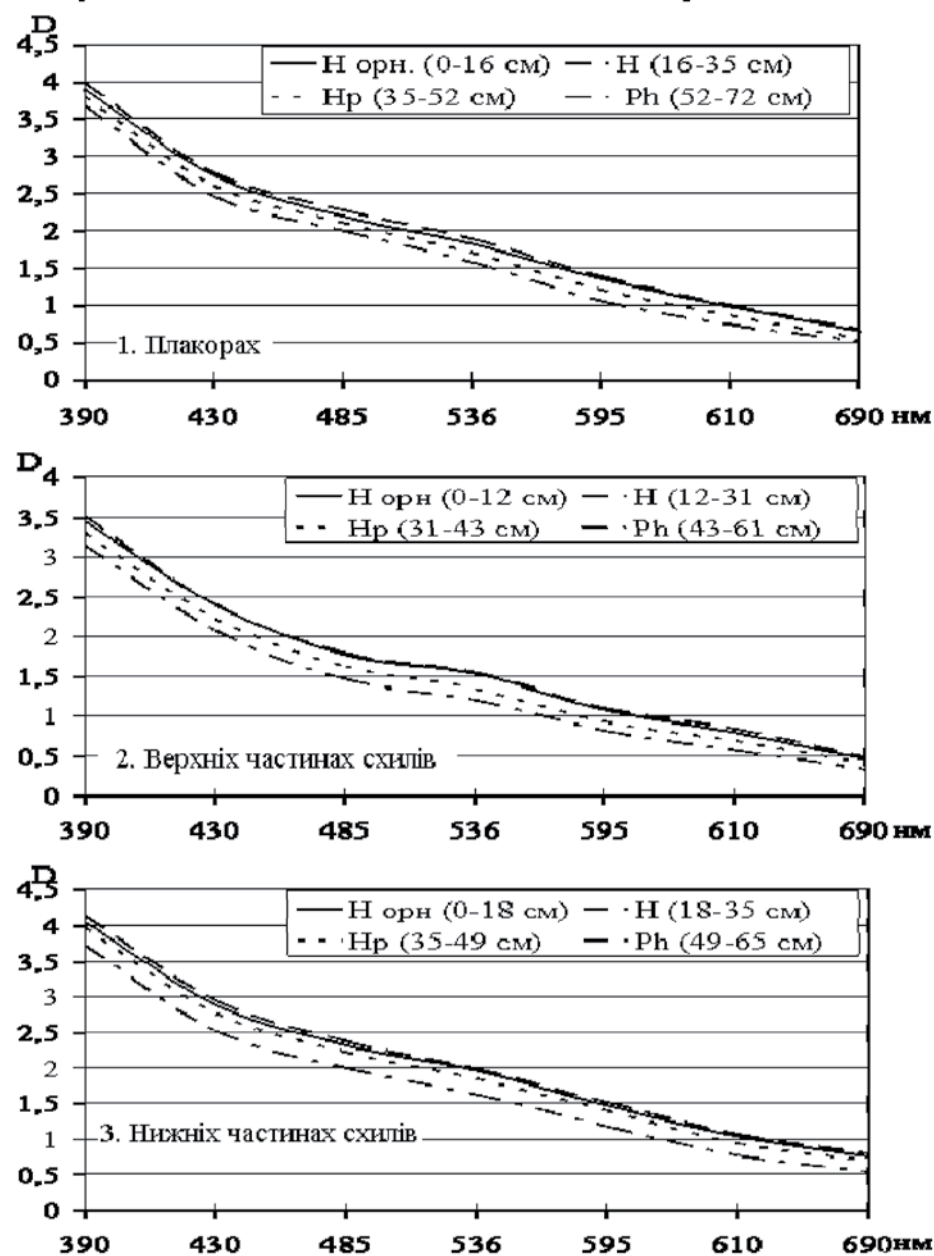 D
4,5
4
3,5
3
2,5
2
1,5
1
0,5
0
Н орн. (0-16 см) Н (16-35 см)
Нр (35-52 см) Ph (52-72 см)
1. Плакорах
390 430 485 536 595 610 690 нм
D
4
3,5
3
2,5
2
1,5
1
0,5
0
Н орн (0-12 см) Н (12-31 см)
Нр (31-43 см) Ph (43-61 см)
2. Верхніх частинах схилів
390 430 485 536 595 610 690 нм
D
4,5
4
3,5
3
2,5
2
1,5
1
0,5
0
Н орн (0-18 см) Н (18-35 см)
Нр (35-49 см) Ph (49-65 см)
3. Нижніх частинах схилів
390 430 485 536 595 610 690нм